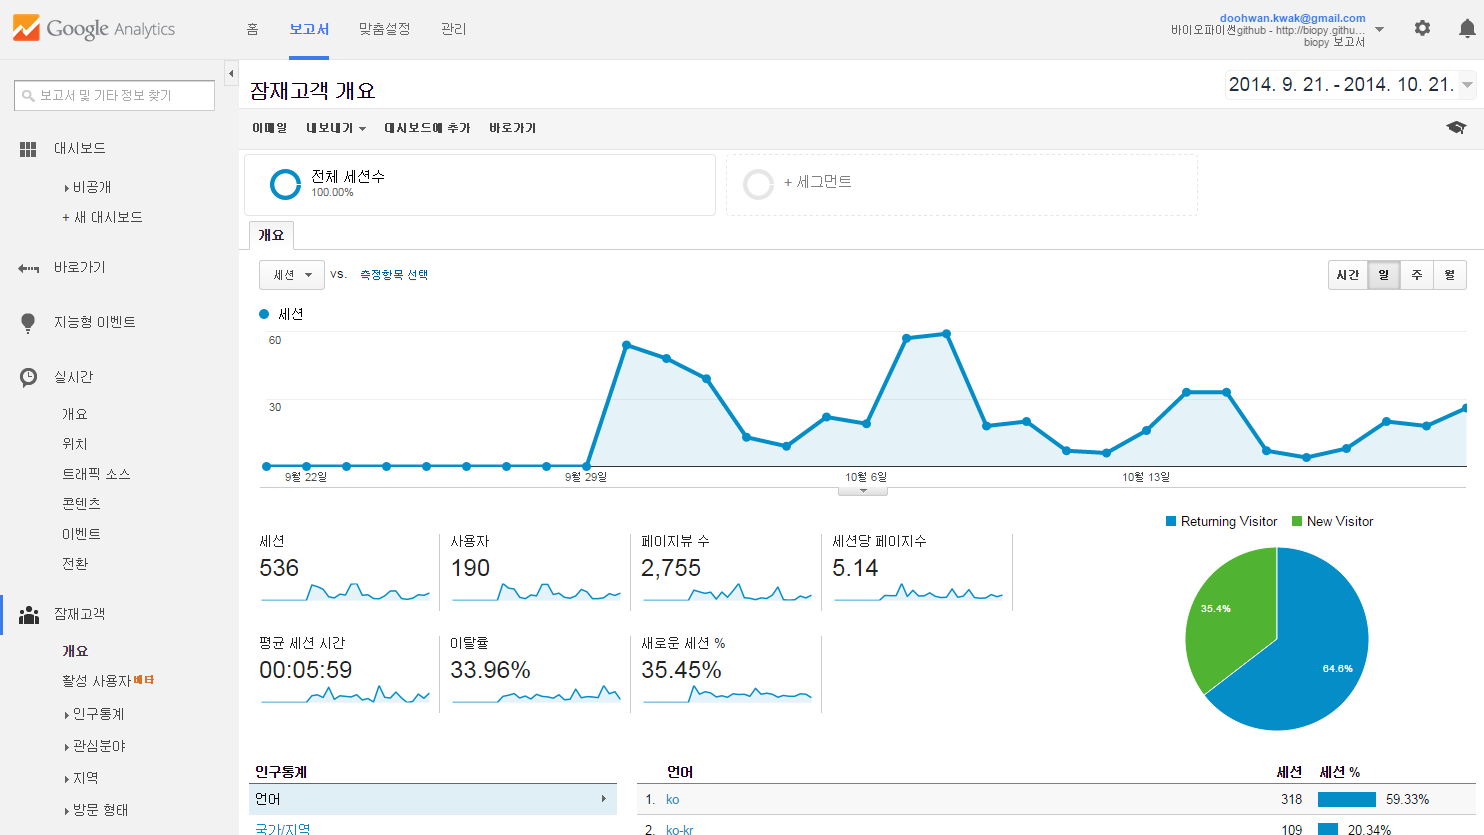 Google Analytics
홈 보고서 맞춤설정 관리
doohwan.kwak@gmail.com
바이오파이썬github - http://biopy.githu...
biopy 보고서
보고서 및 기타 정보 찾기
잠재고객 개요
2014. 9. 21. - 2014. 10. 21.
이메일 내보내기 대시보드에 추가 바로가기
대시보드
비공개
+ 새 대시보드
바로가기
지능형 이벤트
실시간
개요
위치
트래픽 소스
콘텐츠
이벤트
전환
잠재고객
개요
활성 사용자 베타
인구통계
관심분야
지역
방문 형태
전체 세션수
100.00%
+ 세그먼트
개요
세션 vs. 측정항목 선택
시간 일 주 월
세션
60
30
9월 22일 9월 29일 10월 6일 10월 13일
세션
536
사용자
190
페이지뷰 수
2,755
세션당 페이지수
5.14
평균 세션 시간
00:05:59
이탈률
33.96%
새로운 세션 %
35.45%
Returning Visitor New Visitor
35.4%
64.6%
인구통계
언어
국가/지역
언어 세션 세션 %
1. ko 318 59.33%
2. ko-kr 109 20.34%